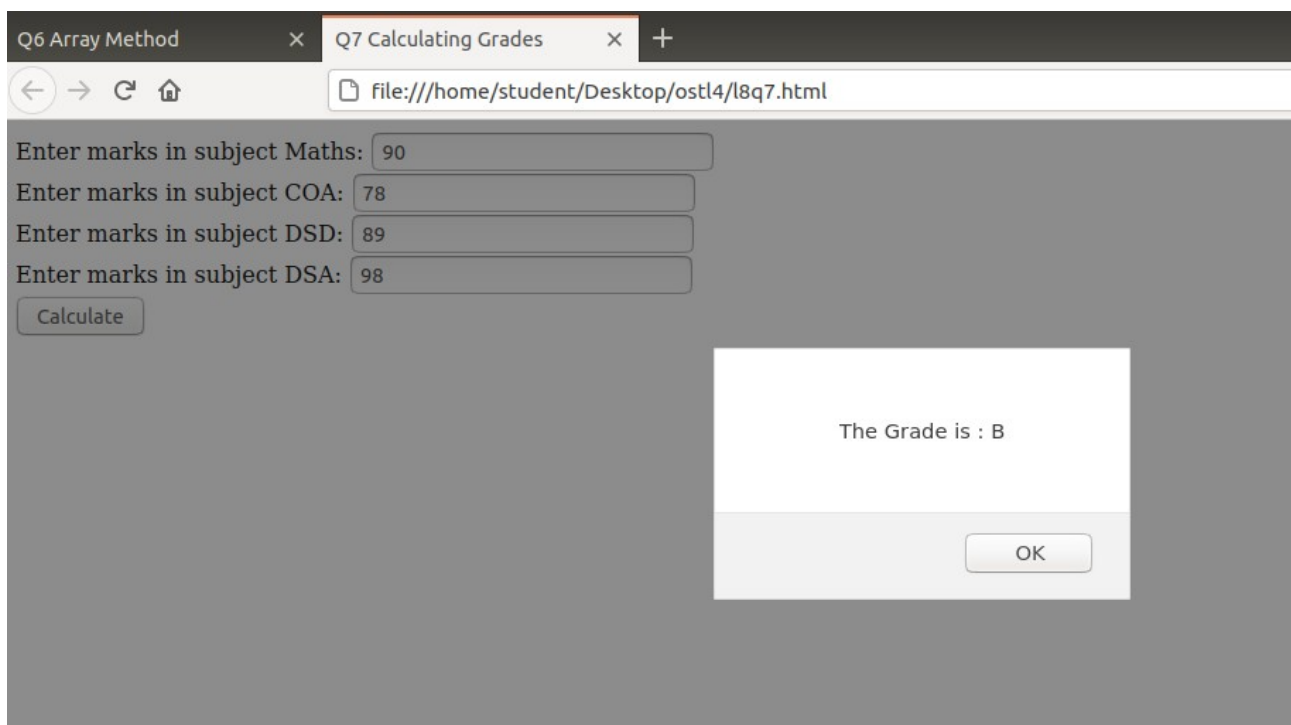 Q6 Array Method Q7 Calculating Grades
file:///home/student/Desktop/ostl4/l8q7.html
Enter marks in subject Maths: 90
Enter marks in subject COA: 78
Enter marks in subject DSD: 89
Enter marks in subject DSA: 98
Calculate
The Grade is : B
OK